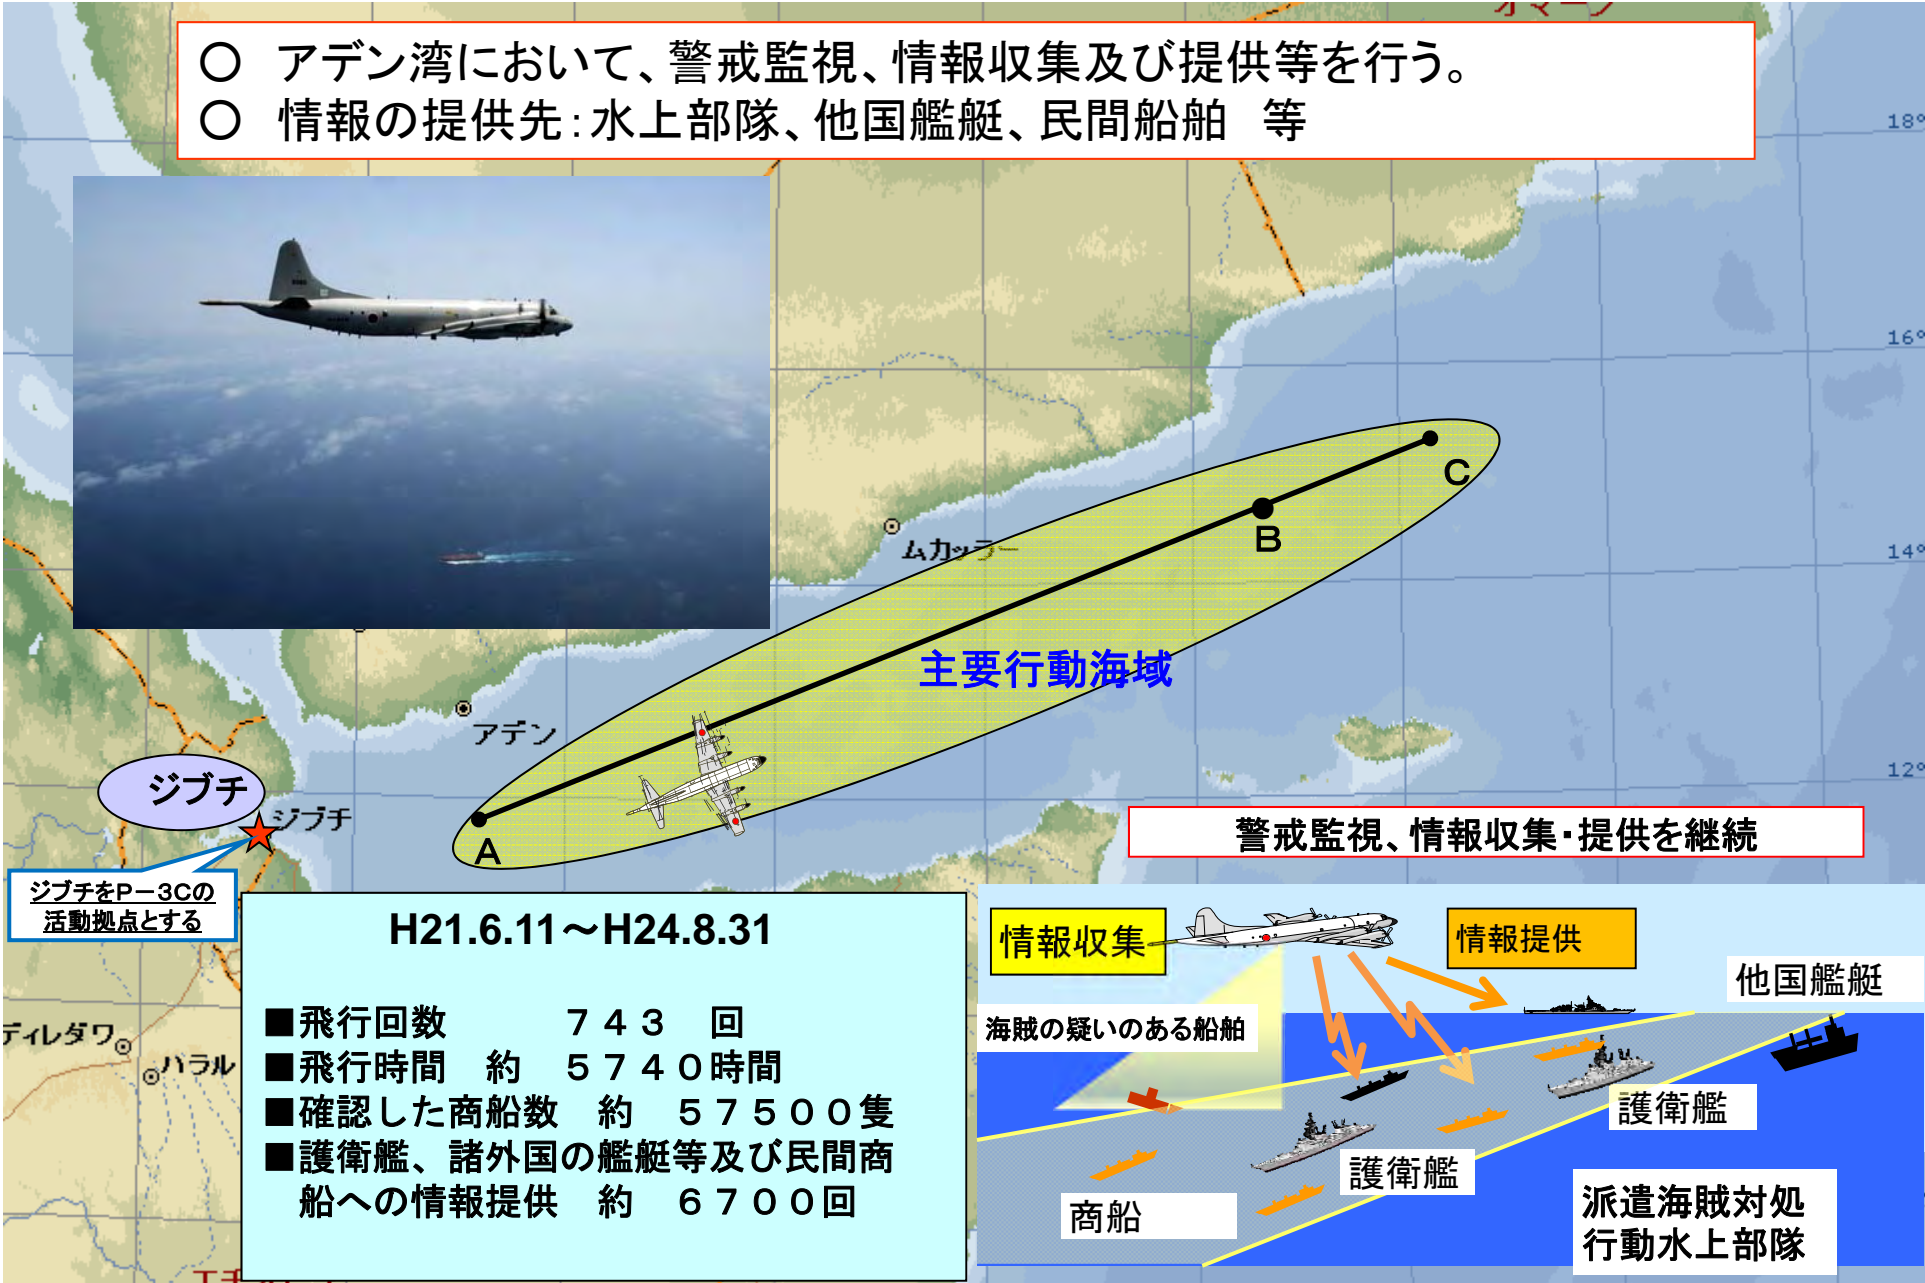 ○　アデン湾において、警戒監視、情報収集及び提供等を行う。
○　情報の提供先：水上部隊、他国艦艇、民間船舶　等
18°
16°
14°
12°
ムカッラー
アデン
A
B
C
主要行動海域
ジブチ
ジブチ
ジブチをP－3Cの
活動拠点とする
ディレダワ
ハラル
H21.6.11～H24.8.31
■飛行回数　　　７４３　回
■飛行時間　約　５７４０時間
■確認した商船数　約　５７５００隻
■護衛艦、諸外国の艦艇等及び民間商
船への情報提供　約　６７００回
警戒監視、情報収集・提供を継続
情報収集
情報提供
他国艦艇
海賊の疑いのある船舶
護衛艦
護衛艦
商船
派遣海賊対処
行動水上部隊